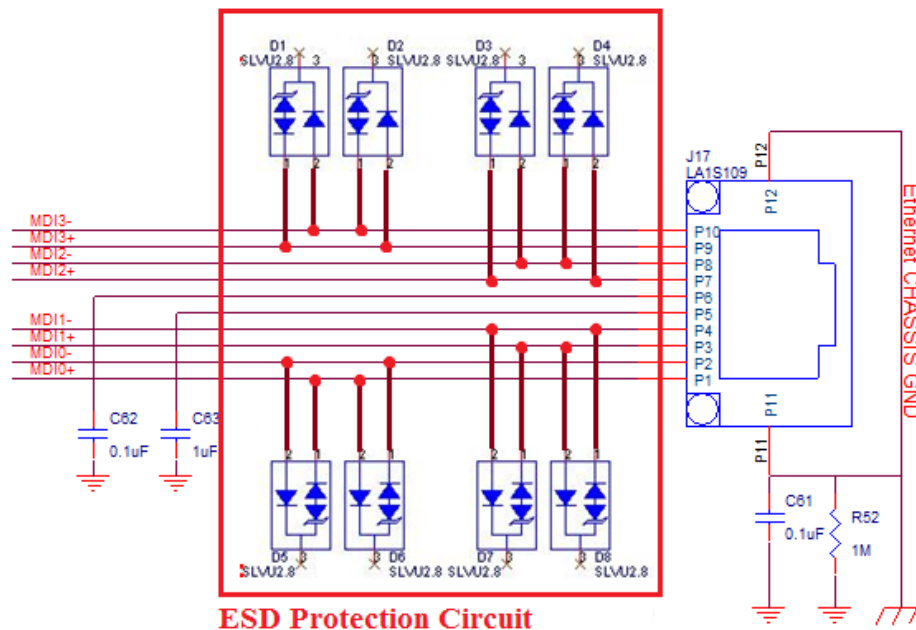 D1
D2
D3
D4
SLVU2.8
3
3
SLVU2.8
SLVU2.8
3
3
SLVU2.8
1
2
1
2
1
2
1
2
J17
LA1S109
P12
P12
MDI3-
P10
MDI3+
P9
MDI2-
P8
MDI2+
P7
P6
P5
MDI1-
P4
MDI1+
P3
MDI0-
P2
MDI0+
P1
Ethernet CHASSIS GND
P11
P11
C62
0.1uF
C63
1uF
2
1
1
2
2
1
1
2
C61
0.1uF
R52
1M
D5
3
3
D6
D7
3
3
D8
SLVU2.8
SLVU2.8
SLVU2.8
SLVU2.8
ESD Protection Circuit